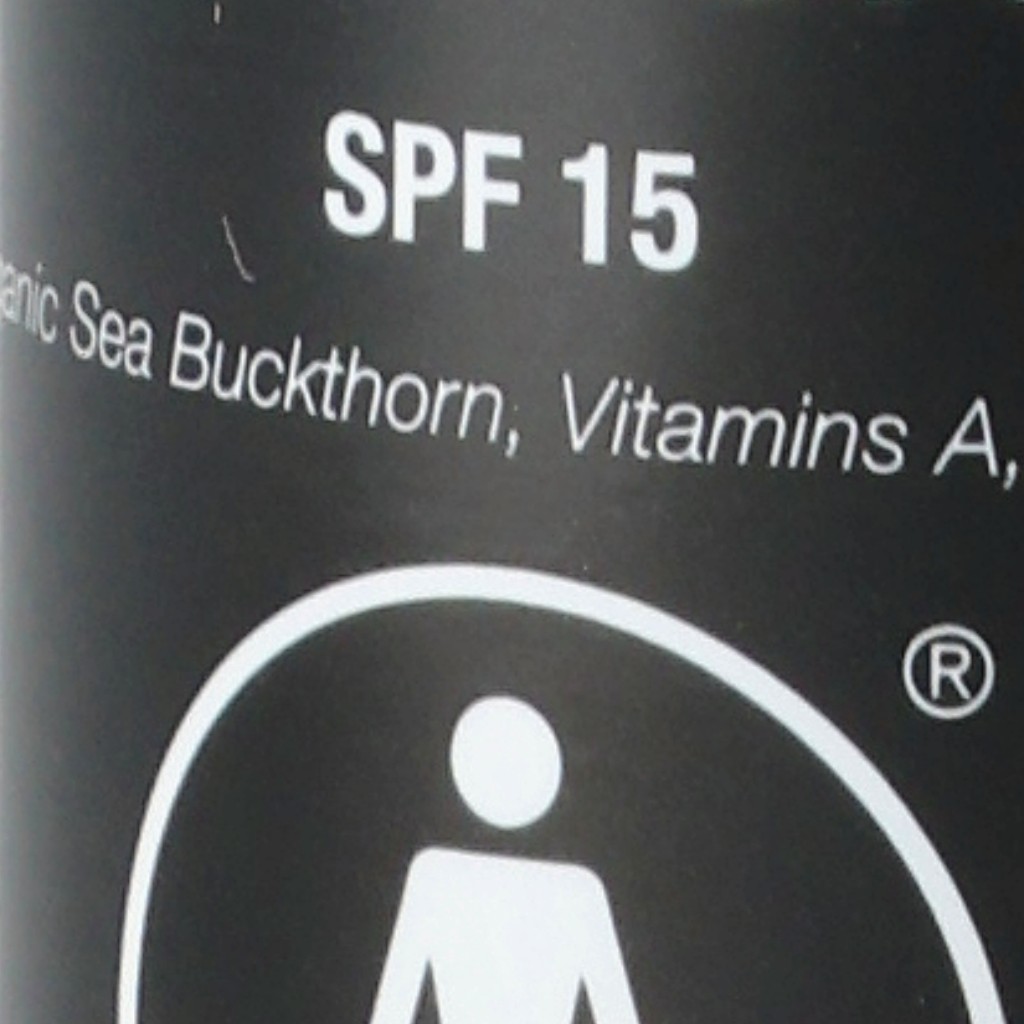 SPF 15
Sea Buckthorn, Vitamins A,
®